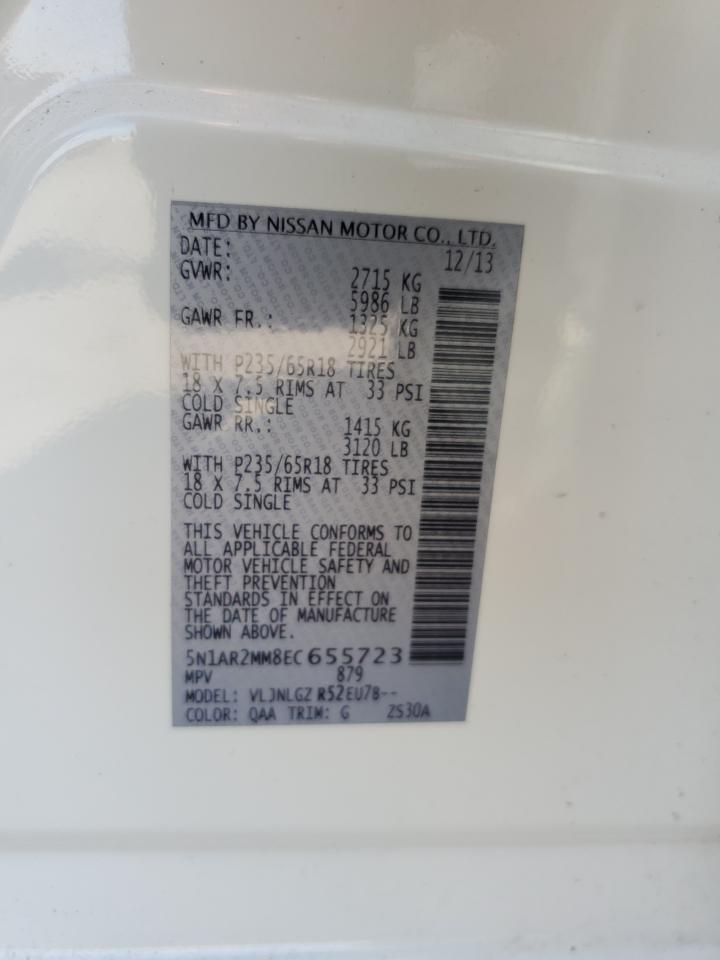 MFD BY NISSAN MOTOR CO., LTD.
DATE: 12/13
GVWR: 2715 KG
5986 LB
GAWR FR.: 1325 KG
2921 LB
WITH P235/65R18 TIRES
18 X 7.5 RIMS AT 33 PSI
COLD SINGLE
GAWR RR.: 1415 KG
3120 LB
WITH P235/65R18 TIRES
18 X 7.5 RIMS AT 33 PSI
COLD SINGLE
THIS VEHICLE CONFORMS TO
ALL APPLICABLE FEDERAL
MOTOR VEHICLE SAFETY AND
THEFT PREVENTION
STANDARDS IN EFFECT ON
THE DATE OF MANUFACTURE
SHOWN ABOVE.
5N1AR2MM8EC 655723
MPV 879
MODEL: VLJNLGZ R52EU78--
COLOR: QAA TRIM: G ZS30A